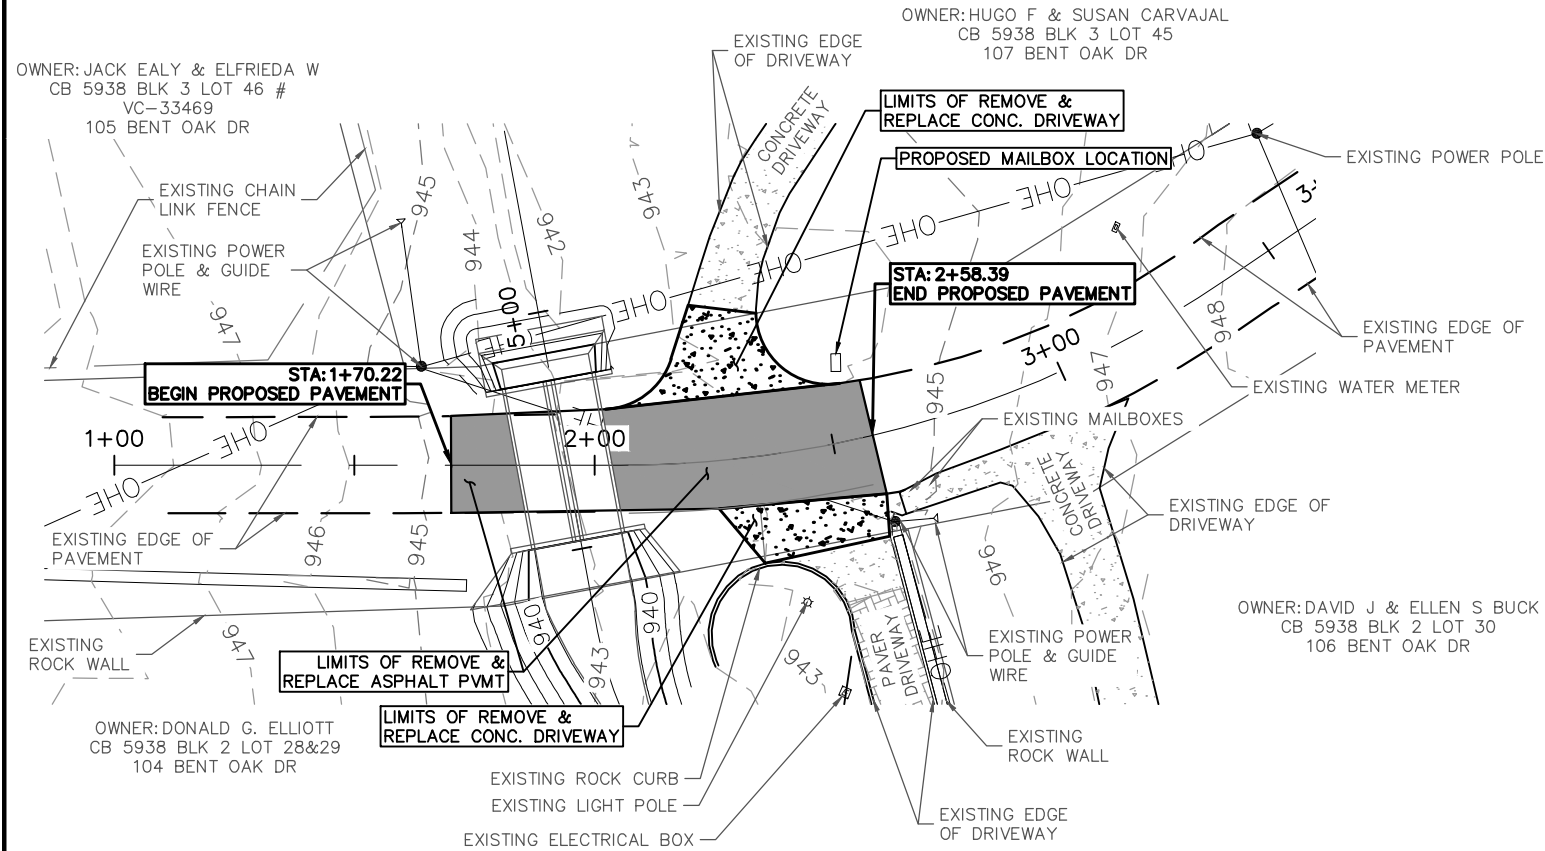 OWNER: HUGO F & SUSAN CARVAJAL
CB 5938 BLK 3 LOT 45
107 BENT OAK DR
EXISTING EDGE
OF DRIVEWAY
OWNER: JACK EALY & ELFRIEDA W
CB 5938 BLK 3 LOT 46 #
VC-33469
105 BENT OAK DR
LIMITS OF REMOVE &
REPLACE CONC. DRIVEWAY
CONCRETE
DRIVEWAY
PROPOSED MAILBOX LOCATION
EXISTING POWER POLE
EXISTING CHAIN
LINK FENCE
945
943
944
942
OHE
OHE
OHE
OHE
OHE
OHE
3+
EXISTING POWER
POLE & GUIDE
WIRE
STA: 2+58.39
END PROPOSED PAVEMENT
5+00
947
948
3+00
EXISTING EDGE OF
PAVEMENT
STA: 1+70.22
BEGIN PROPOSED PAVEMENT
947
945
EXISTING WATER METER
EXISTING MAILBOXES
1+00
2+00
OHE
OHE
CONCRETE
DRIVEWAY
EXISTING EDGE OF
DRIVEWAY
EXISTING EDGE OF
PAVEMENT
946
945
946
940
940
943
943
947
OWNER: DAVID J & ELLEN S BUCK
CB 5938 BLK 2 LOT 30
106 BENT OAK DR
EXISTING
ROCK WALL
EXISTING POWER
POLE & GUIDE
WIRE
PAVER
DRIVEWAY
OHE
LIMITS OF REMOVE &
REPLACE ASPHALT PVMT
LIMITS OF REMOVE &
REPLACE CONC. DRIVEWAY
OWNER: DONALD G. ELLIOTT
CB 5938 BLK 2 LOT 28&29
104 BENT OAK DR
EXISTING
ROCK WALL
EXISTING ROCK CURB
EXISTING LIGHT POLE
EXISTING ELECTRICAL BOX
EXISTING EDGE
OF DRIVEWAY